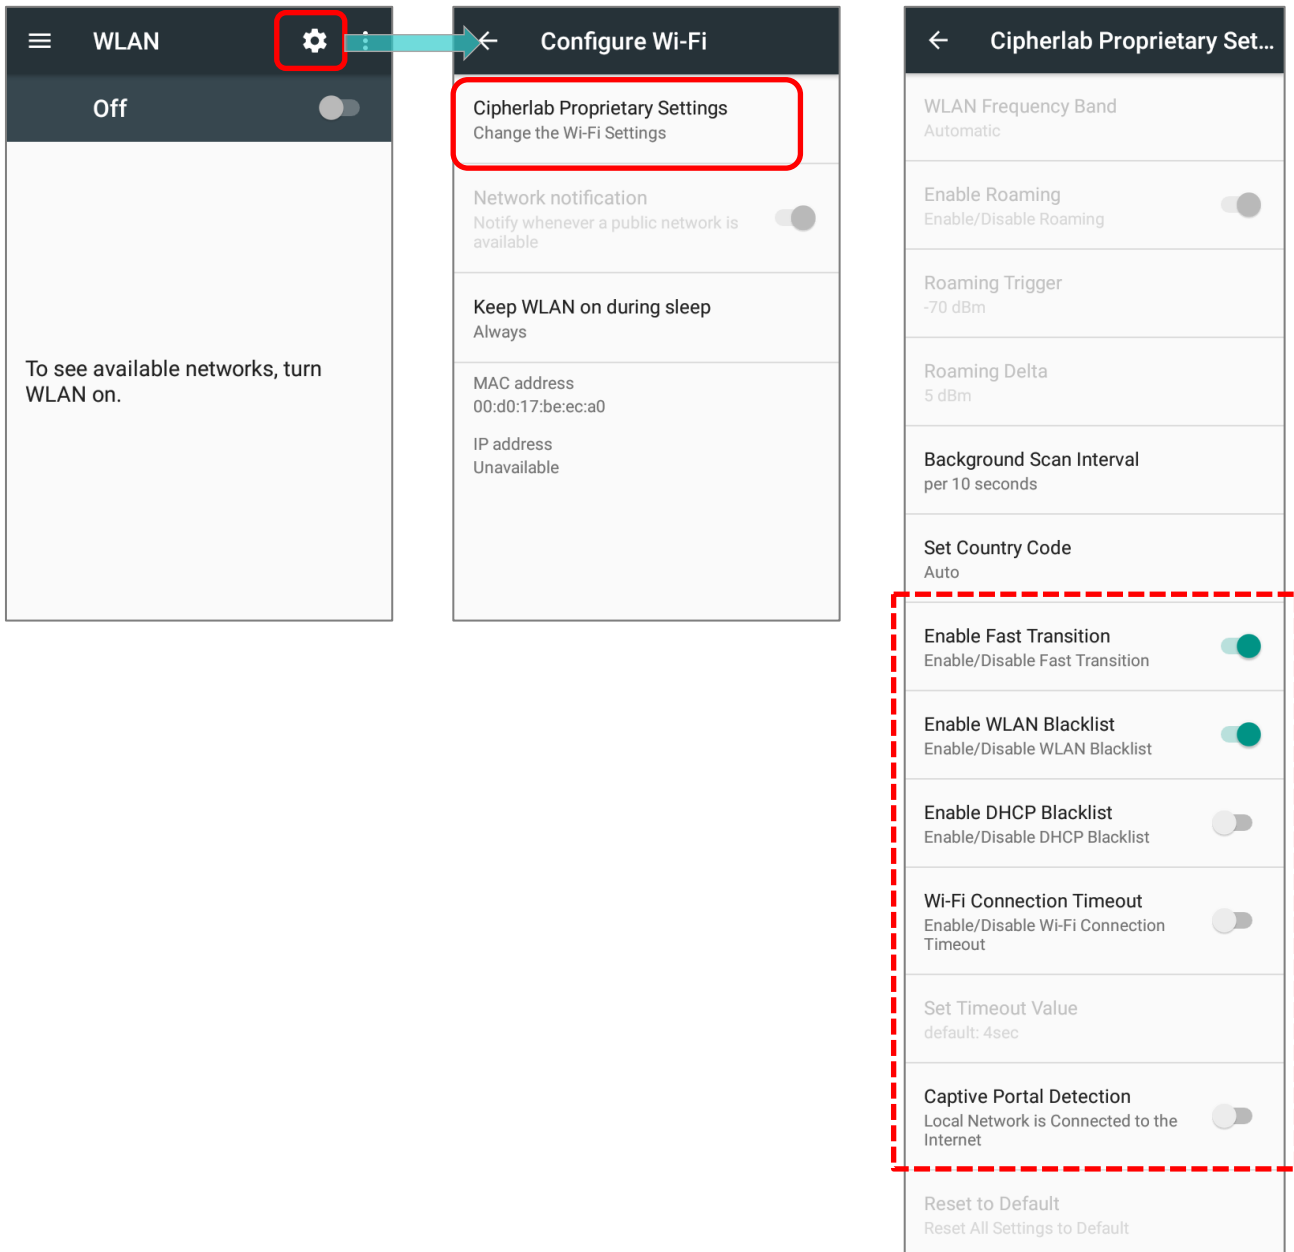 WLAN
Off
To see available networks, turn
WLAN on.
Configure Wi-Fi
Cipherlab Proprietary Settings
Change the Wi-Fi Settings
Network notification
Notify whenever a public network is
available
Keep WLAN on during sleep
Always
MAC address
00:d0:17:be:ec:a0
IP address
Unavailable
Cipherlab Proprietary Set...
WLAN Frequency Band
Automatic
Enable Roaming
Enable/Disable Roaming
Roaming Trigger
-70 dBm
Roaming Delta
5 dBm
Background Scan Interval
per 10 seconds
Set Country Code
Auto
Enable Fast Transition
Enable/Disable Fast Transition
Enable WLAN Blacklist
Enable/Disable WLAN Blacklist
Enable DHCP Blacklist
Enable/Disable DHCP Blacklist
Wi-Fi Connection Timeout
Enable/Disable Wi-Fi Connection
Timeout
Set Timeout Value
default: 4sec
Captive Portal Detection
Local Network is Connected to the
Internet
Reset to Default
Reset All Settings to Default